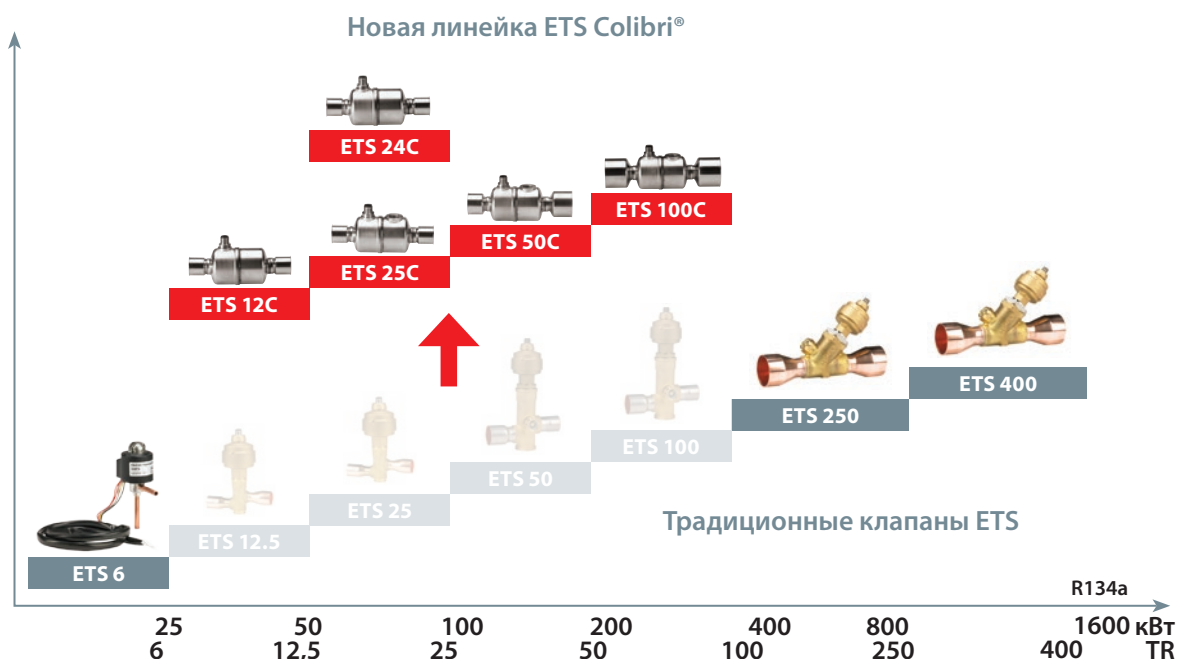 Новая линейка ETS Colibri®
ETS 24C
ETS 100C
ETS 50C
ETS 25C
ETS 12C
ETS 400
ETS 250
ETS 100
ETS 50
ETS 25
Традиционные клапаны ETS
ETS 12.5
ETS 6
R134a
25 50 100 200 400 800 1600 кВт
6 12,5 25 50 100 250 400 TR